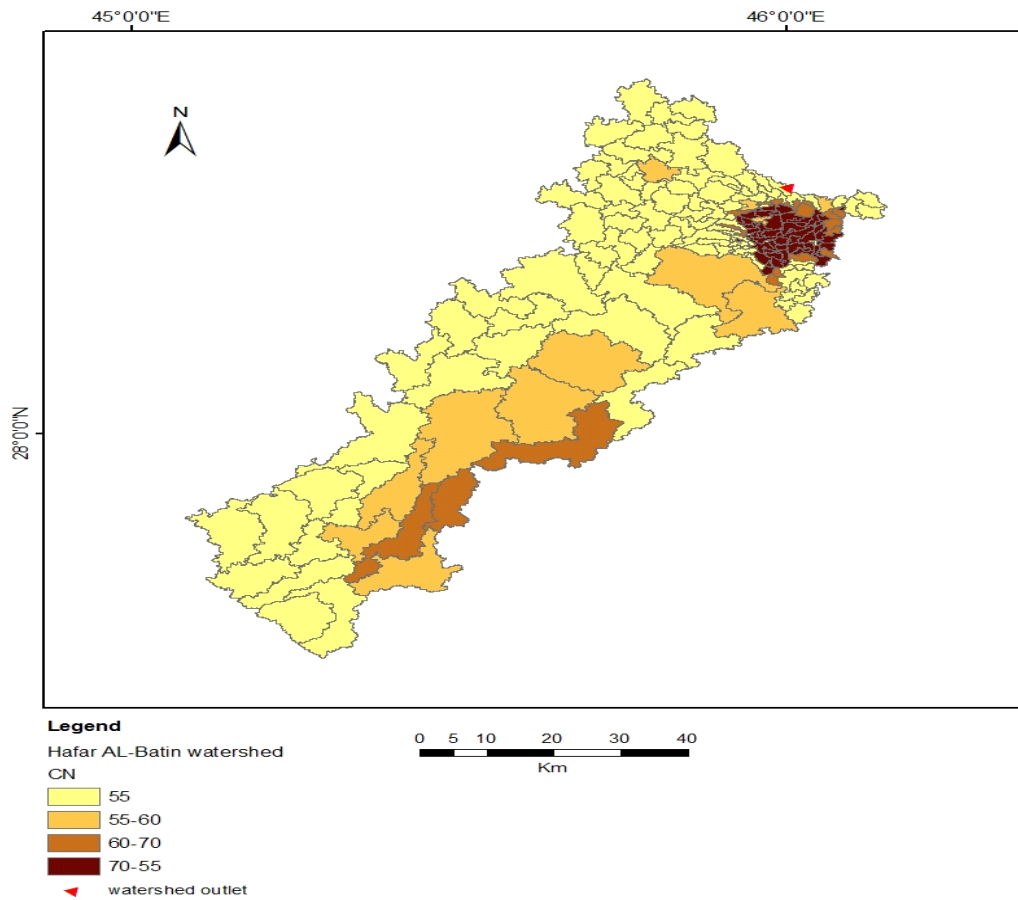 45°0'0"E 46°0'0"E
N
28°0'0"N
Legend
Hafar AL-Batin watershed
CN
55
55-60
60-70
70-55
watershed outlet
0 5 10 20 30 40
Km